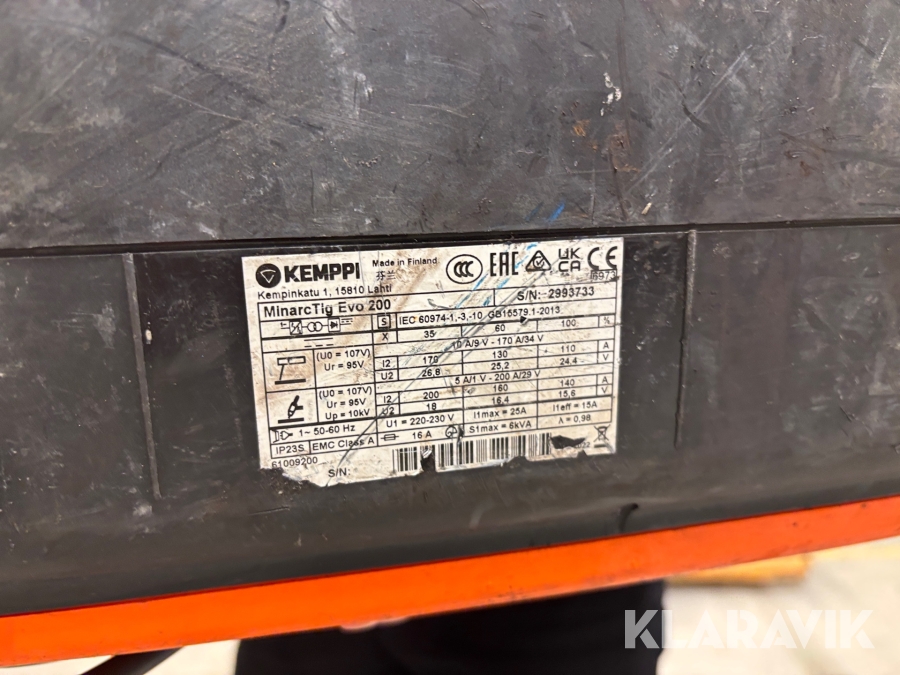 KEMPPI Made in Finland 芬兰 CCC EAC UK CA CE
Kempinkatu 1, 15810 Lahti
MinarcTig Evo 200 S/N: 2993733
S IEC 60974-1,-3,-10 GB15579.1-2013
X 35 60 100 %
10 A/9 V - 170 A/34 V
(U0 = 107V) Ur = 95V
I2 170 130 110 A
U2 26,8 25,2 24,4 V
5 A/1 V - 200 A/29 V
(U0 = 107V) Ur = 95V Up = 10kV
I2 200 160 140 A
U2 18 16,4 15,6 V
1~ 50-60 Hz U1 = 220-230 V I1max = 25A I1eff = 15A
IP23S EMC Class A 16 A S1max = 6kVA λ = 0,98
61009200
S/N:
KLARAVIK